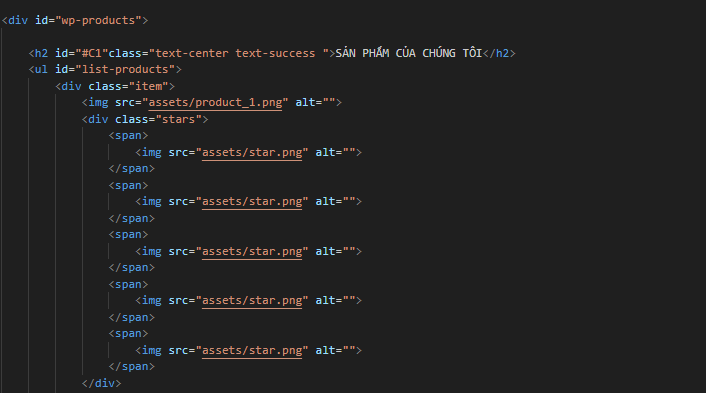 <div id="wp-products">
<h2 id="#C1"class="text-center text-success ">SẢN PHẨM CỦA CHÚNG TÔI</h2>
<ul id="list-products">
<div class="item">
<img src="assets/product_1.png" alt="">
<div class="stars">
<span>
<img src="assets/star.png" alt="">
</span>
<span>
<img src="assets/star.png" alt="">
</span>
<span>
<img src="assets/star.png" alt="">
</span>
<span>
<img src="assets/star.png" alt="">
</span>
<span>
<img src="assets/star.png" alt="">
</span>
</div>